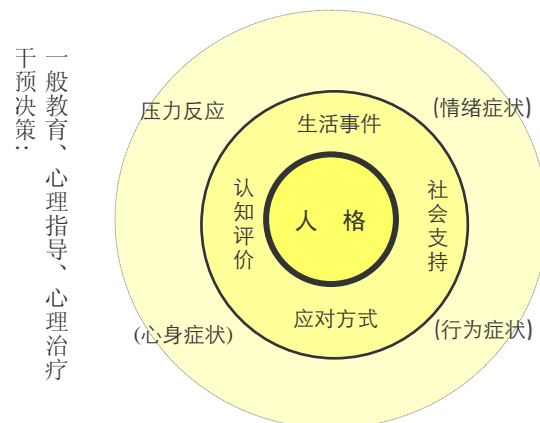 干预决策:
一般教育、心理指导、心理治疗
压力反应
(情绪症状)
生活事件
认知评价
人 格
社会支持
应对方式
(心身症状)
(行为症状)